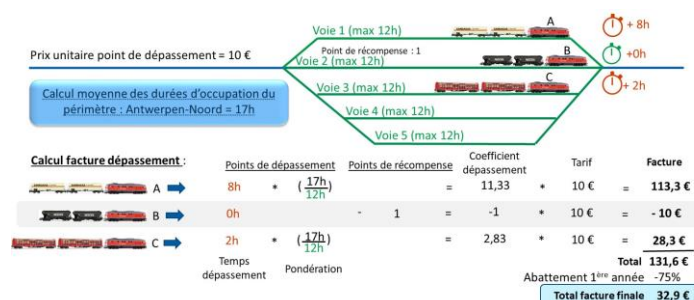 Voie 1 (max 12h)
A
+ 8h
Prix unitaire point de dépassement = 10 €
Point de récompense : 1
Voie 2 (max 12h)
B
+0h
Calcul moyenne des durées d'occupation du
périmètre : Antwerpen-Noord = 17h
Voie 3 (max 12h)
C
+ 2h
Voie 4 (max 12h)
Voie 5 (max 12h)
Calcul facture dépassement :
Points de dépassement
Points de récompense
Coefficient
dépassement
Tarif
Facture
A
8h * (17h
12h) = 11,33 * 10 € = 113,3 €
B
0h - 1 = -1 * 10 € = - 10 €
C
2h * (17h
12h) = 2,83 * 10 € = 28,3 €
Temps
dépassement
Pondération
Total 131,6 €
Abattement 1ère année -75%
Total facture finale 32,9 €